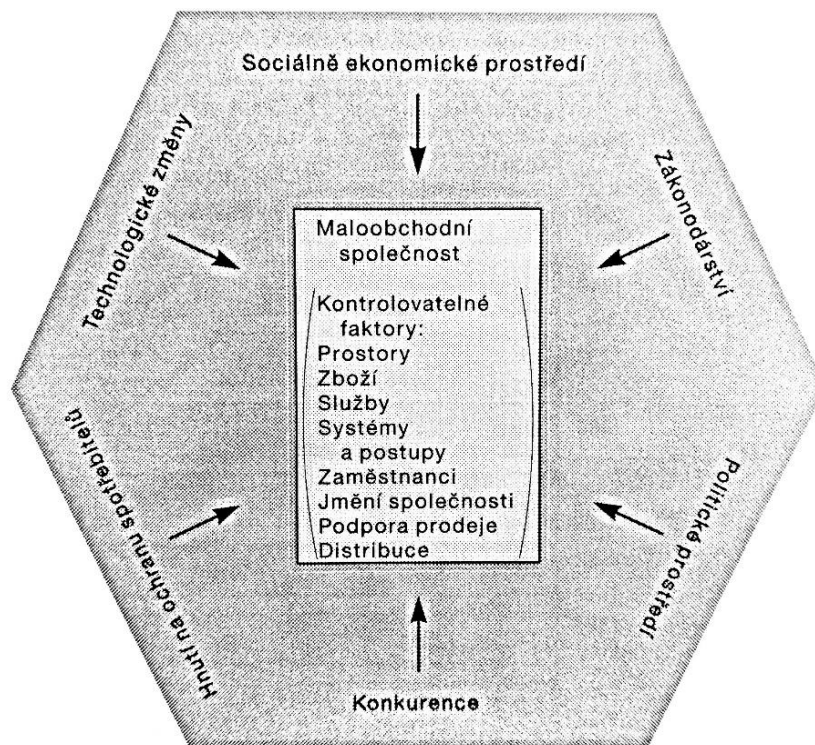 Sociálně ekonomické prostředí
Technologické změny
Zákonodárství
Maloobchodní
společnost
Kontrolovatelné
faktory:
Prostory
Zboží
Služby
Systémy
a postupy
Zaměstnanci
Jmění společnosti
Podpora prodeje
Distribuce
Hnutí na ochranu spotřebitelů
Politické prostředí
Konkurence